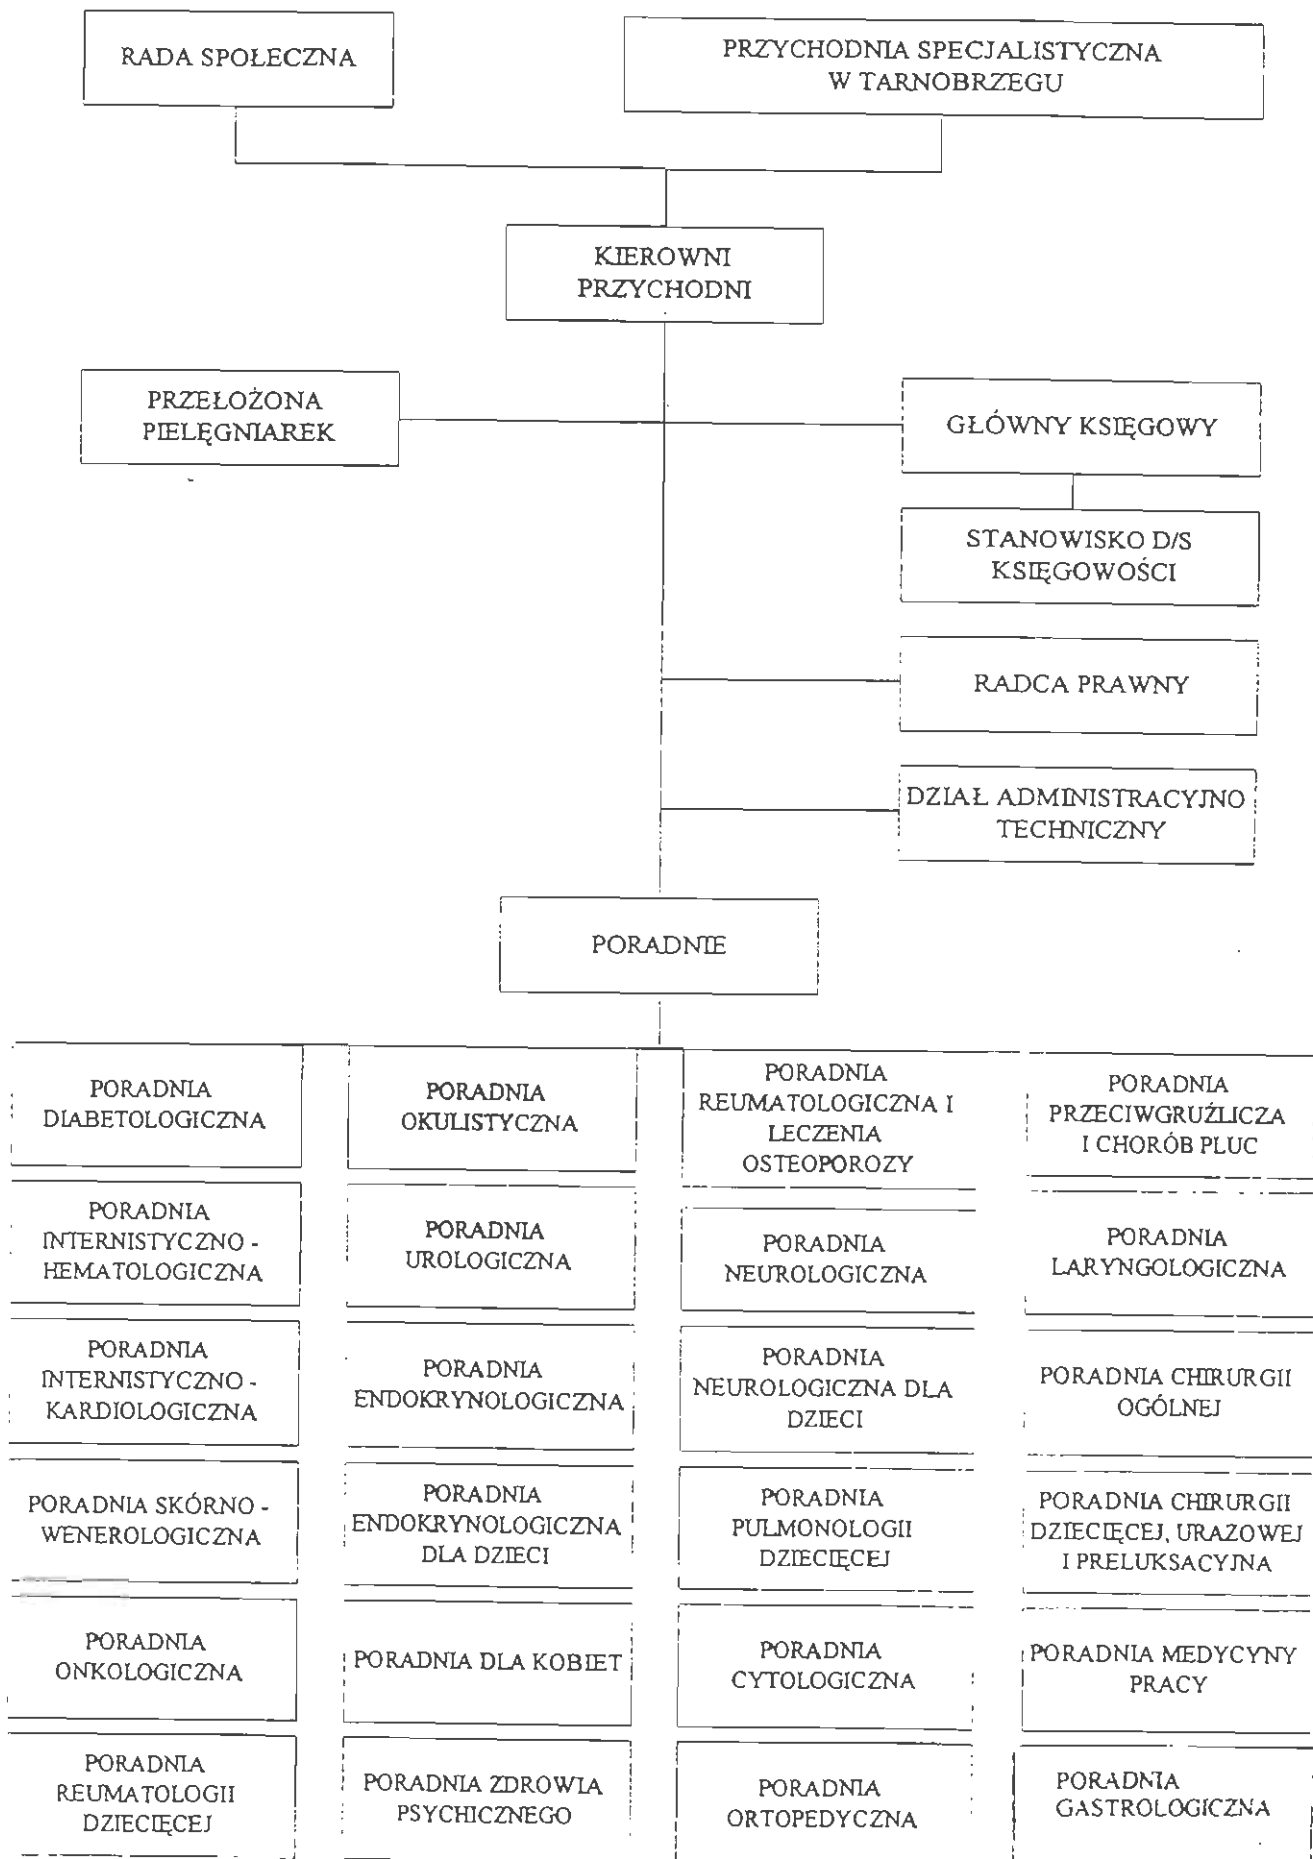 RADA SPOŁECZNA
PRZYCHODNIA SPECJALISTYCZNA
W TARNOBRZEGU
KIEROWNI
PRZYCHODNI
PRZEŁOŻONA
PIELĘGNIAREK
GŁÓWNY KSIĘGOWY
STANOWISKO D/S
KSIĘGOWOŚCI
RADCA PRAWNY
DZIAŁ ADMINISTRACYJNO
TECHNICZNY
PORADNIE
PORADNIA
DIABETOLOGICZNA
PORADNIA
OKULISTYCZNA
PORADNIA
REUMATOLOGICZNA I
LECZENIA
OSTEOPOROZY
PORADNIA
PRZECIWGRUŹLICZA
I CHORÓB PLUC
PORADNIA
INTERNISTYCZNO -
HEMATOLOGICZNA
PORADNIA
UROLOGICZNA
PORADNIA
NEUROLOGICZNA
PORADNIA
LARYNGOLOGICZNA
PORADNIA
INTERNISTYCZNO -
KARDIOLOGICZNA
PORADNIA
ENDOKRYNOLOGICZNA
PORADNIA
NEUROLOGICZNA DLA
DZIECI
PORADNIA CHIRURGII
OGÓLNEJ
PORADNIA SKÓRNO -
WENEROLOGICZNA
PORADNIA
ENDOKRYNOLOGICZNA
DLA DZIECI
PORADNIA
PULMONOLOGII
DZIECIĘCEJ
PORADNIA CHIRURGII
DZIECIĘCEJ, URAZOWEJ
I PRELUKSACYJNA
PORADNIA
ONKOLOGICZNA
PORADNIA DLA KOBIET
PORADNIA
CYTOLOGICZNA
PORADNIA MEDYCYNY
PRACY
PORADNIA
REUMATOLOGII
DZIECIĘCEJ
PORADNIA ZDROWIA
PSYCHICZNEGO
PORADNIA
ORTOPEDYCZNA
PORADNIA
GASTROLOGICZNA